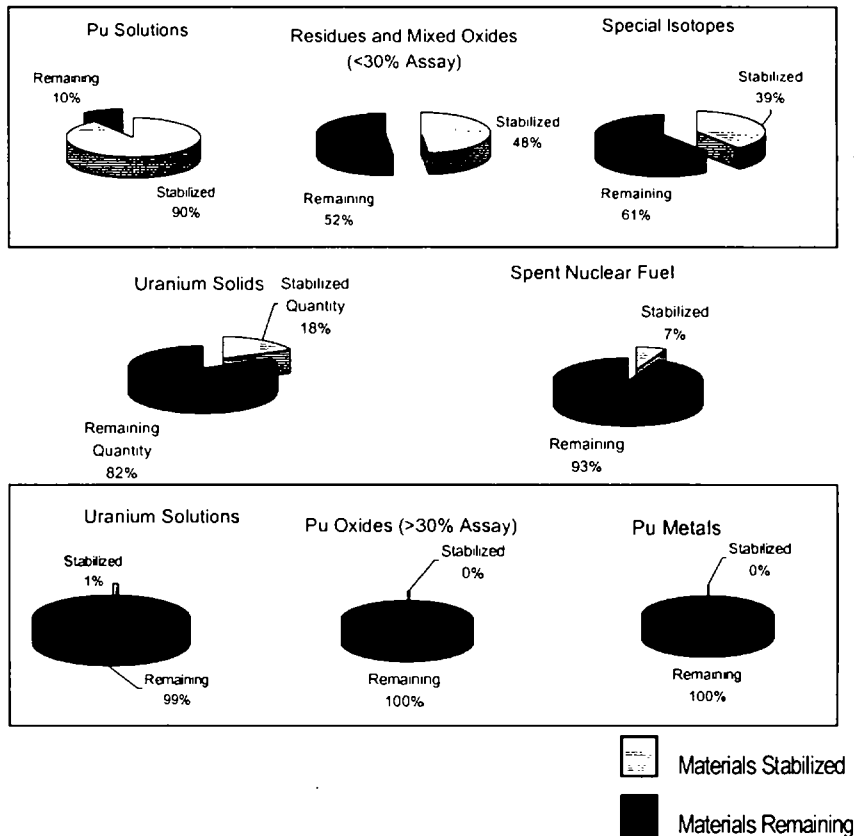 Pu Solutions
Residues and Mixed Oxides
(<30% Assay)
Special Isotopes
Remaining
10%
Stabilized
90%
Stabilized
48%
Remaining
52%
Stabilized
39%
Remaining
61%
Uranium Solids
Stabilized
Quantity
18%
Remaining
Quantity
82%
Spent Nuclear Fuel
Stabilized
7%
Remaining
93%
Uranium Solutions
Stabilized
1%
Remaining
99%
Pu Oxides (>30% Assay)
Stabilized
0%
Remaining
100%
Pu Metals
Stabilized
0%
Remaining
100%
Materials Stabilized
Materials Remaining